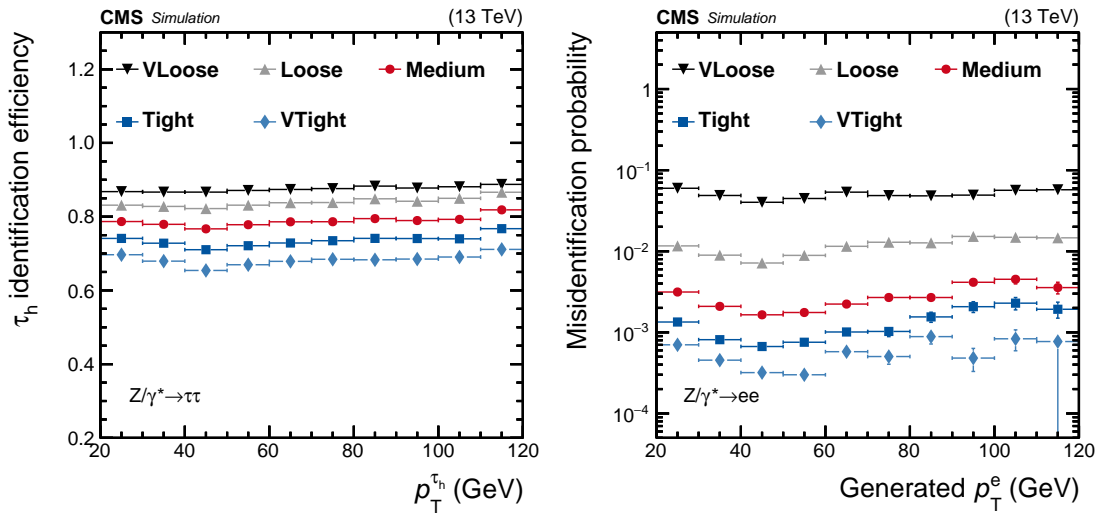 CMS Simulation (13 TeV)
VLoose Loose Medium
Tight VTight
τh identification efficiency
1.2
1.0
0.8
0.6
0.4
0.2
Z/γ*→ττ
20 40 60 80 100 120
pT^τh (GeV)
CMS Simulation (13 TeV)
VLoose Loose Medium
Tight VTight
Misidentification probability
1
10⁻¹
10⁻²
10⁻³
10⁻⁴
Z/γ*→ee
20 40 60 80 100 120
Generated pT^e (GeV)